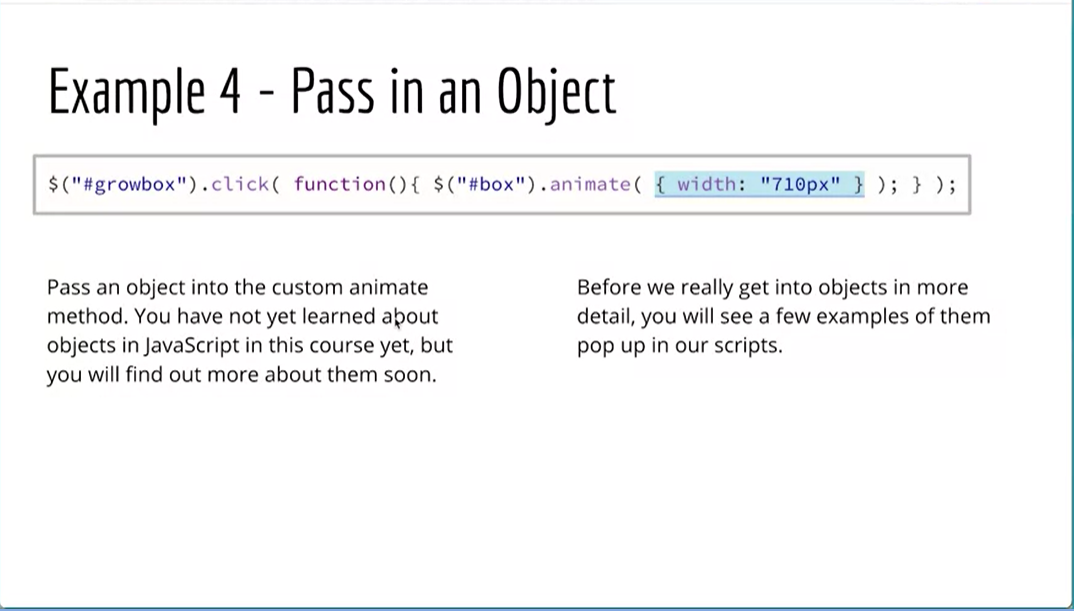 Example 4 - Pass in an Object
$("#growbox").click( function(){ $("#box").animate( { width: "710px" } ); } );
Pass an object into the custom animate
method. You have not yet learned about
objects in JavaScript in this course yet, but
you will find out more about them soon.
Before we really get into objects in more
detail, you will see a few examples of them
pop up in our scripts.